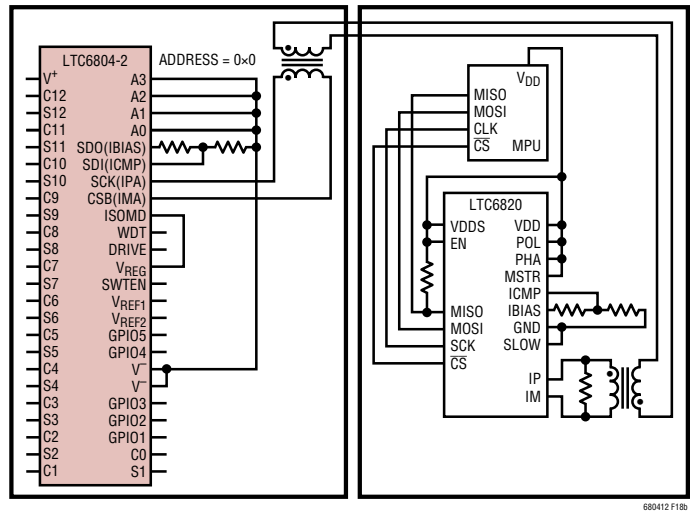 LTC6804-2
ADDRESS = 0×0
V+
C12
S12
C11
S11
C10
S10
C9
S9
C8
S8
C7
S7
C6
S6
C5
S5
C4
S4
C3
S3
C2
S2
C1
A3
A2
A1
A0
SDO(IBIAS)
SDI(ICMP)
SCK(IPA)
CSB(IMA)
ISOMD
WDT
DRIVE
VREG
SWTEN
VREF1
VREF2
GPIO5
GPIO4
V–
V–
GPIO3
GPIO2
GPIO1
C0
S1
VDD
MISO
MOSI
CLK
CS
MPU
LTC6820
VDDS
EN
MISO
MOSI
SCK
CS
VDD
POL
PHA
MSTR
ICMP
IBIAS
GND
SLOW
IP
IM
680412 F18b